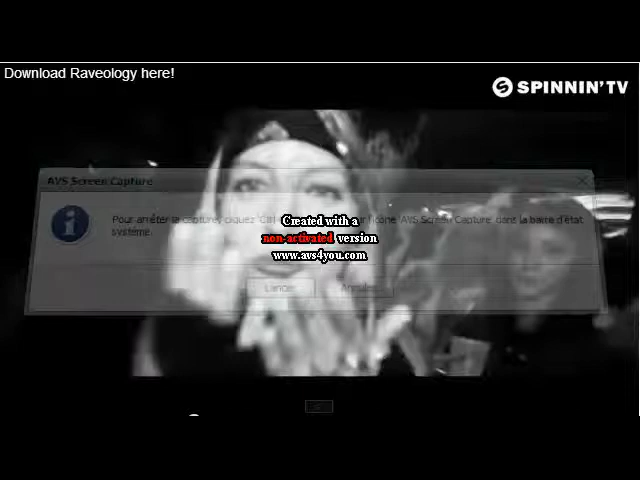 Download Raveology here!
SPINNIN' TV
AVS Screen Capture
Pour arrêter la capture, cliquez 'Ctrl icône 'AVS Screen Capture' dans la barre d'état
système.
Created with a
non-activated version
www.avs4you.com
Lancer Annuler